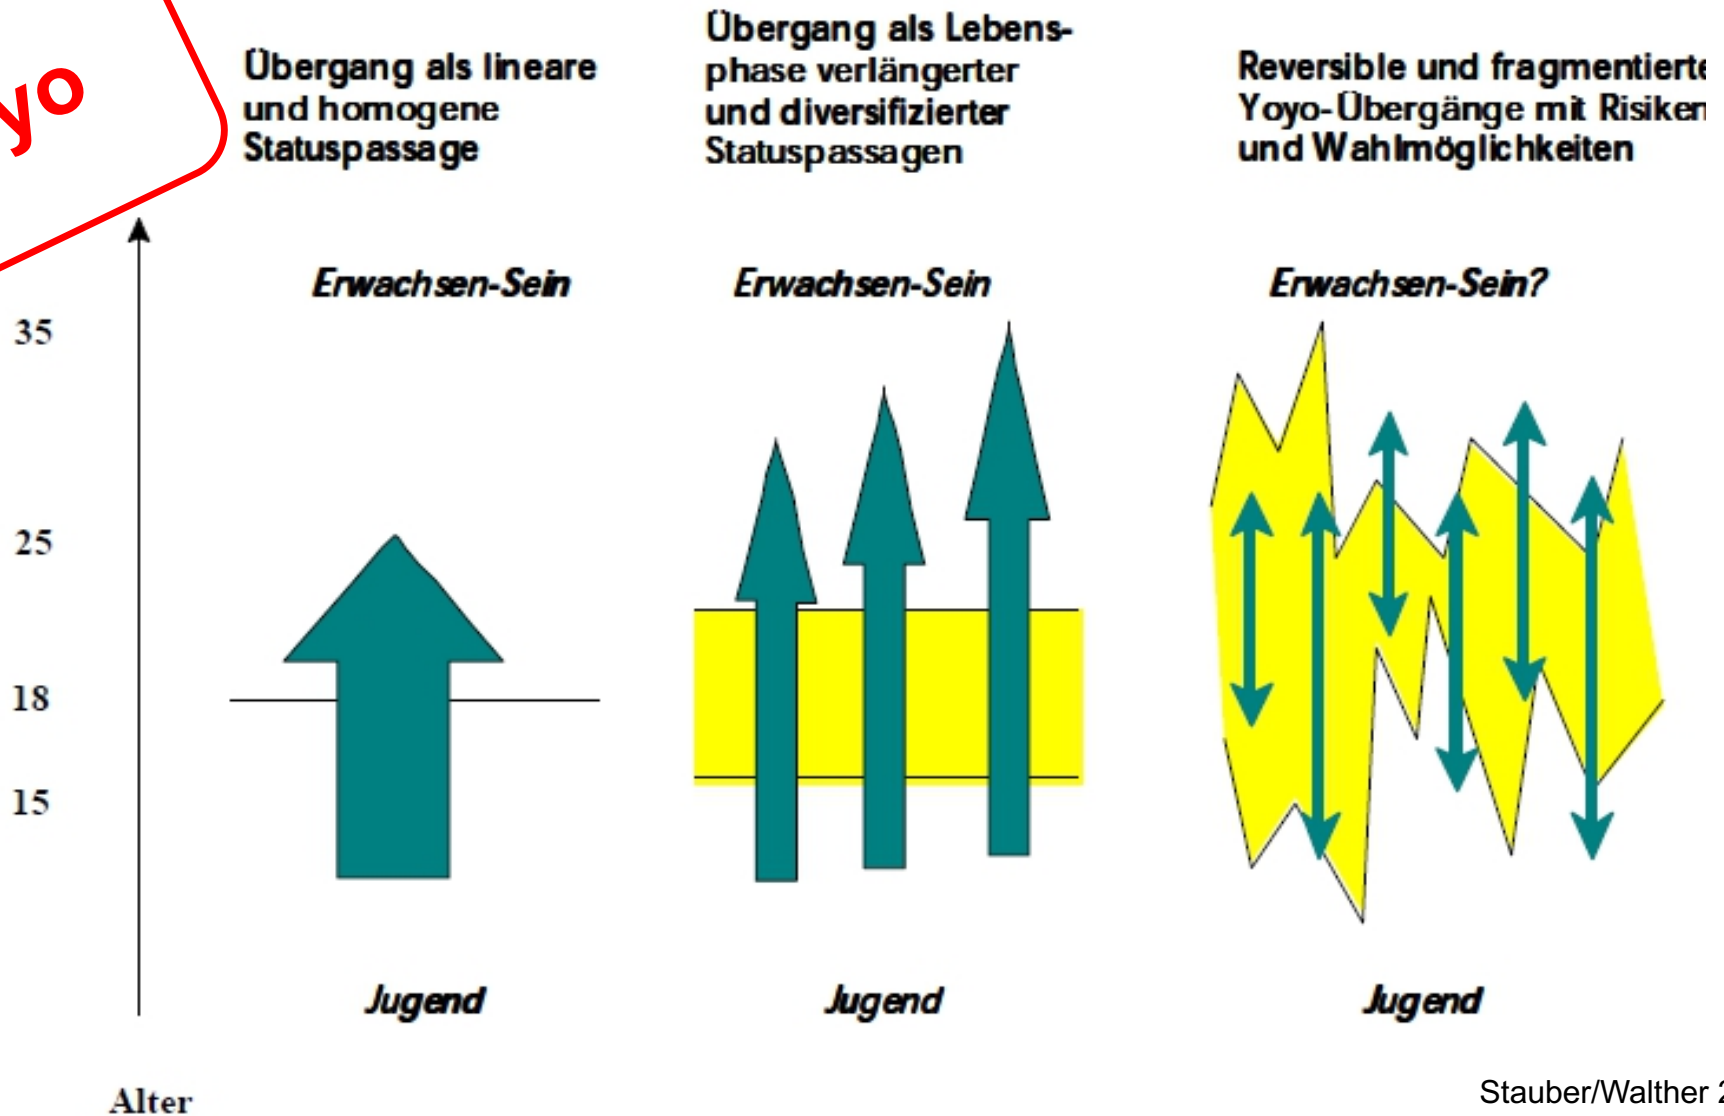 yo
Übergang als lineare
und homogene
Statuspassage
Übergang als Lebens-
phase verlängerter
und diversifizierter
Statuspassagen
Reversible und fragmentierte
Yoyo-Übergänge mit Risiken
und Wahlmöglichkeiten
Erwachsen-Sein
Erwachsen-Sein
Erwachsen-Sein?
35
25
18
15
Jugend
Jugend
Jugend
Alter
Stauber/Walther 2